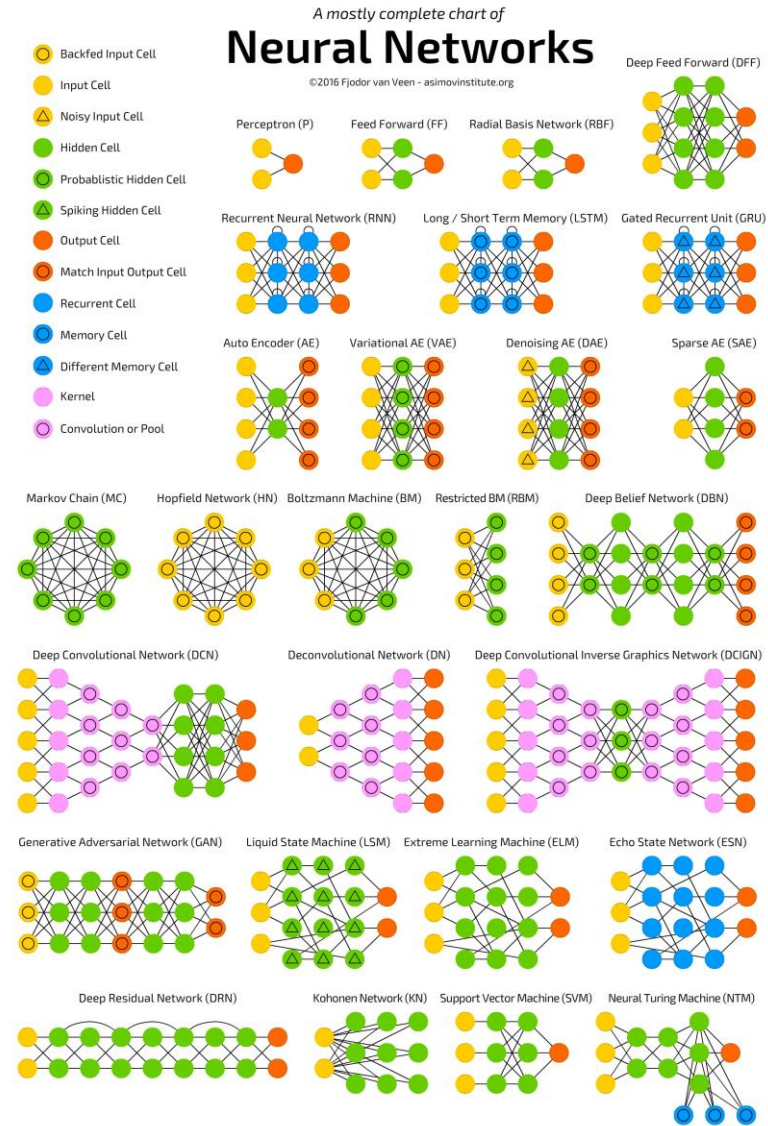 A mostly complete chart of
Neural Networks
©2016 Fjodor van Veen - asimovinstitute.org
Backfed Input Cell
Input Cell
Noisy Input Cell
Hidden Cell
Probablistic Hidden Cell
Spiking Hidden Cell
Output Cell
Match Input Output Cell
Recurrent Cell
Memory Cell
Different Memory Cell
Kernel
Convolution or Pool
Deep Feed Forward (DFF)
Perceptron (P)
Feed Forward (FF)
Radial Basis Network (RBF)
Recurrent Neural Network (RNN)
Long / Short Term Memory (LSTM)
Gated Recurrent Unit (GRU)
Auto Encoder (AE)
Variational AE (VAE)
Denoising AE (DAE)
Sparse AE (SAE)
Markov Chain (MC)
Hopfield Network (HN)
Boltzmann Machine (BM)
Restricted BM (RBM)
Deep Belief Network (DBN)
Deep Convolutional Network (DCN)
Deconvolutional Network (DN)
Deep Convolutional Inverse Graphics Network (DCIGN)
Generative Adversarial Network (GAN)
Liquid State Machine (LSM)
Extreme Learning Machine (ELM)
Echo State Network (ESN)
Deep Residual Network (DRN)
Kohonen Network (KN)
Support Vector Machine (SVM)
Neural Turing Machine (NTM)